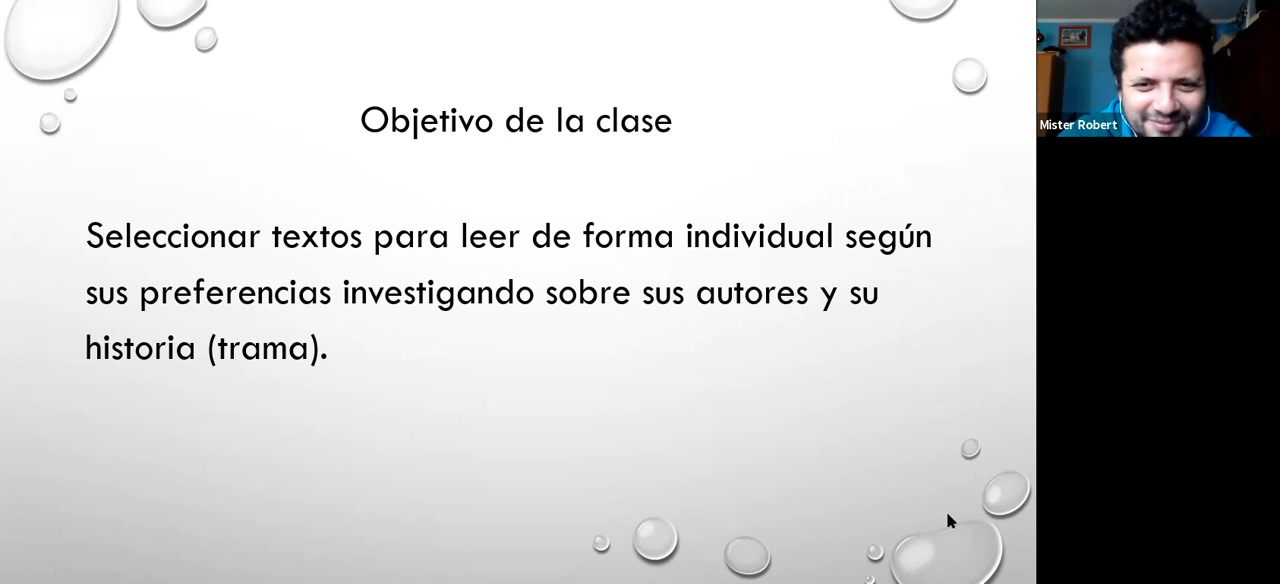 Objetivo de la clase
Seleccionar textos para leer de forma individual según
sus preferencias investigando sobre sus autores y su
historia (trama).
Mister Robert